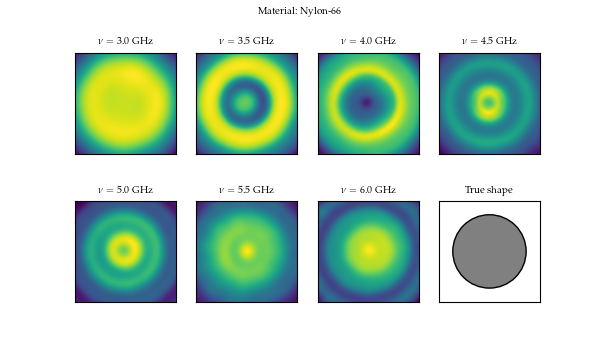 Material: Nylon-66
ν = 3.0 GHz
ν = 3.5 GHz
ν = 4.0 GHz
ν = 4.5 GHz
ν = 5.0 GHz
ν = 5.5 GHz
ν = 6.0 GHz
True shape